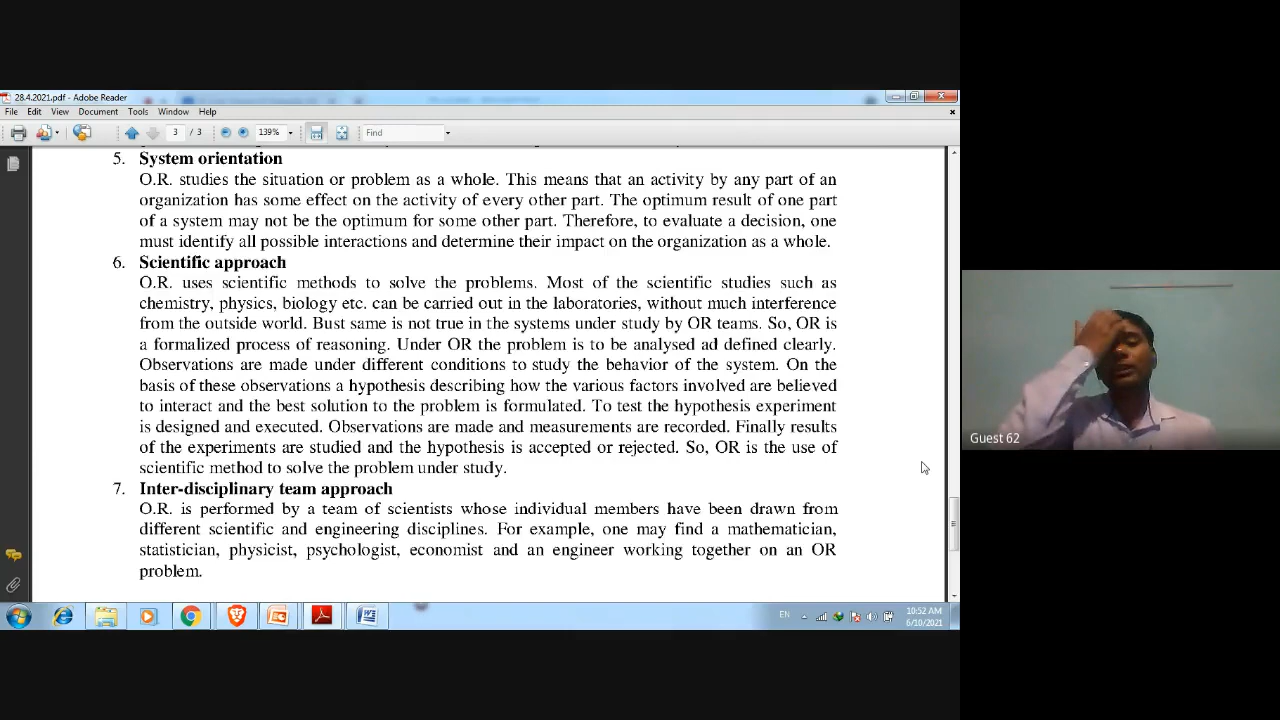 28.4.2021.pdf - Adobe Reader
File Edit View Document Tools Window Help
3 / 3 139% Find
5. System orientation
O.R. studies the situation or problem as a whole. This means that an activity by any part of an
organization has some effect on the activity of every other part. The optimum result of one part
of a system may not be the optimum for some other part. Therefore, to evaluate a decision, one
must identify all possible interactions and determine their impact on the organization as a whole.
6. Scientific approach
O.R. uses scientific methods to solve the problems. Most of the scientific studies such as
chemistry, physics, biology etc. can be carried out in the laboratories, without much interference
from the outside world. Bust same is not true in the systems under study by OR teams. So, OR is
a formalized process of reasoning. Under OR the problem is to be analysed ad defined clearly.
Observations are made under different conditions to study the behavior of the system. On the
basis of these observations a hypothesis describing how the various factors involved are believed
to interact and the best solution to the problem is formulated. To test the hypothesis experiment
is designed and executed. Observations are made and measurements are recorded. Finally results
of the experiments are studied and the hypothesis is accepted or rejected. So, OR is the use of
scientific method to solve the problem under study.
7. Inter-disciplinary team approach
O.R. is performed by a team of scientists whose individual members have been drawn from
different scientific and engineering disciplines. For example, one may find a mathematician,
statistician, physicist, psychologist, economist and an engineer working together on an OR
problem.
Guest 62
EN
10:52 AM
6/10/2021